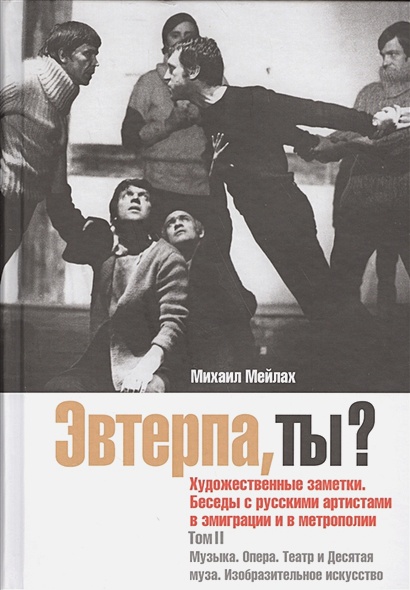 Михаил Мейлах
Эвтерпа, ты?
Художественные заметки.
Беседы с русскими артистами
в эмиграции и в метрополии
Том II
Музыка. Опера. Театр и Десятая
муза. Изобразительное искусство